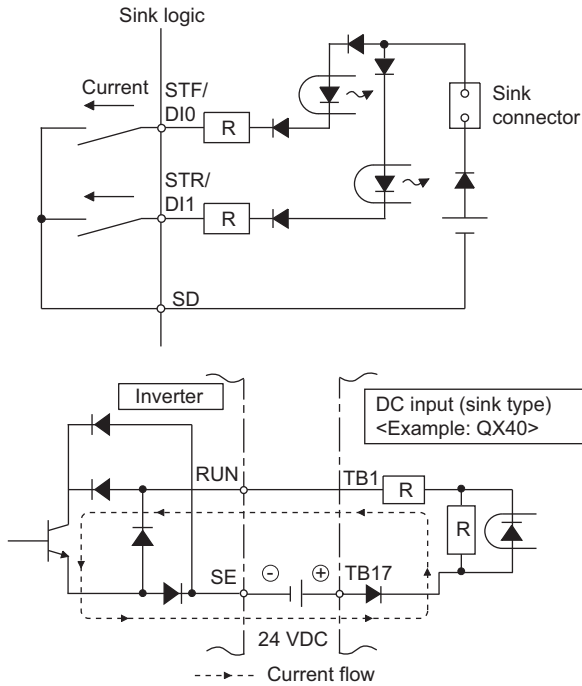 Sink logic
Current
STF/
DI0
R
Sink
connector
STR/
DI1
R
SD
Inverter
DC input (sink type)
<Example: QX40>
RUN
TB1
R
R
SE
-
+
TB17
24 VDC
Current flow